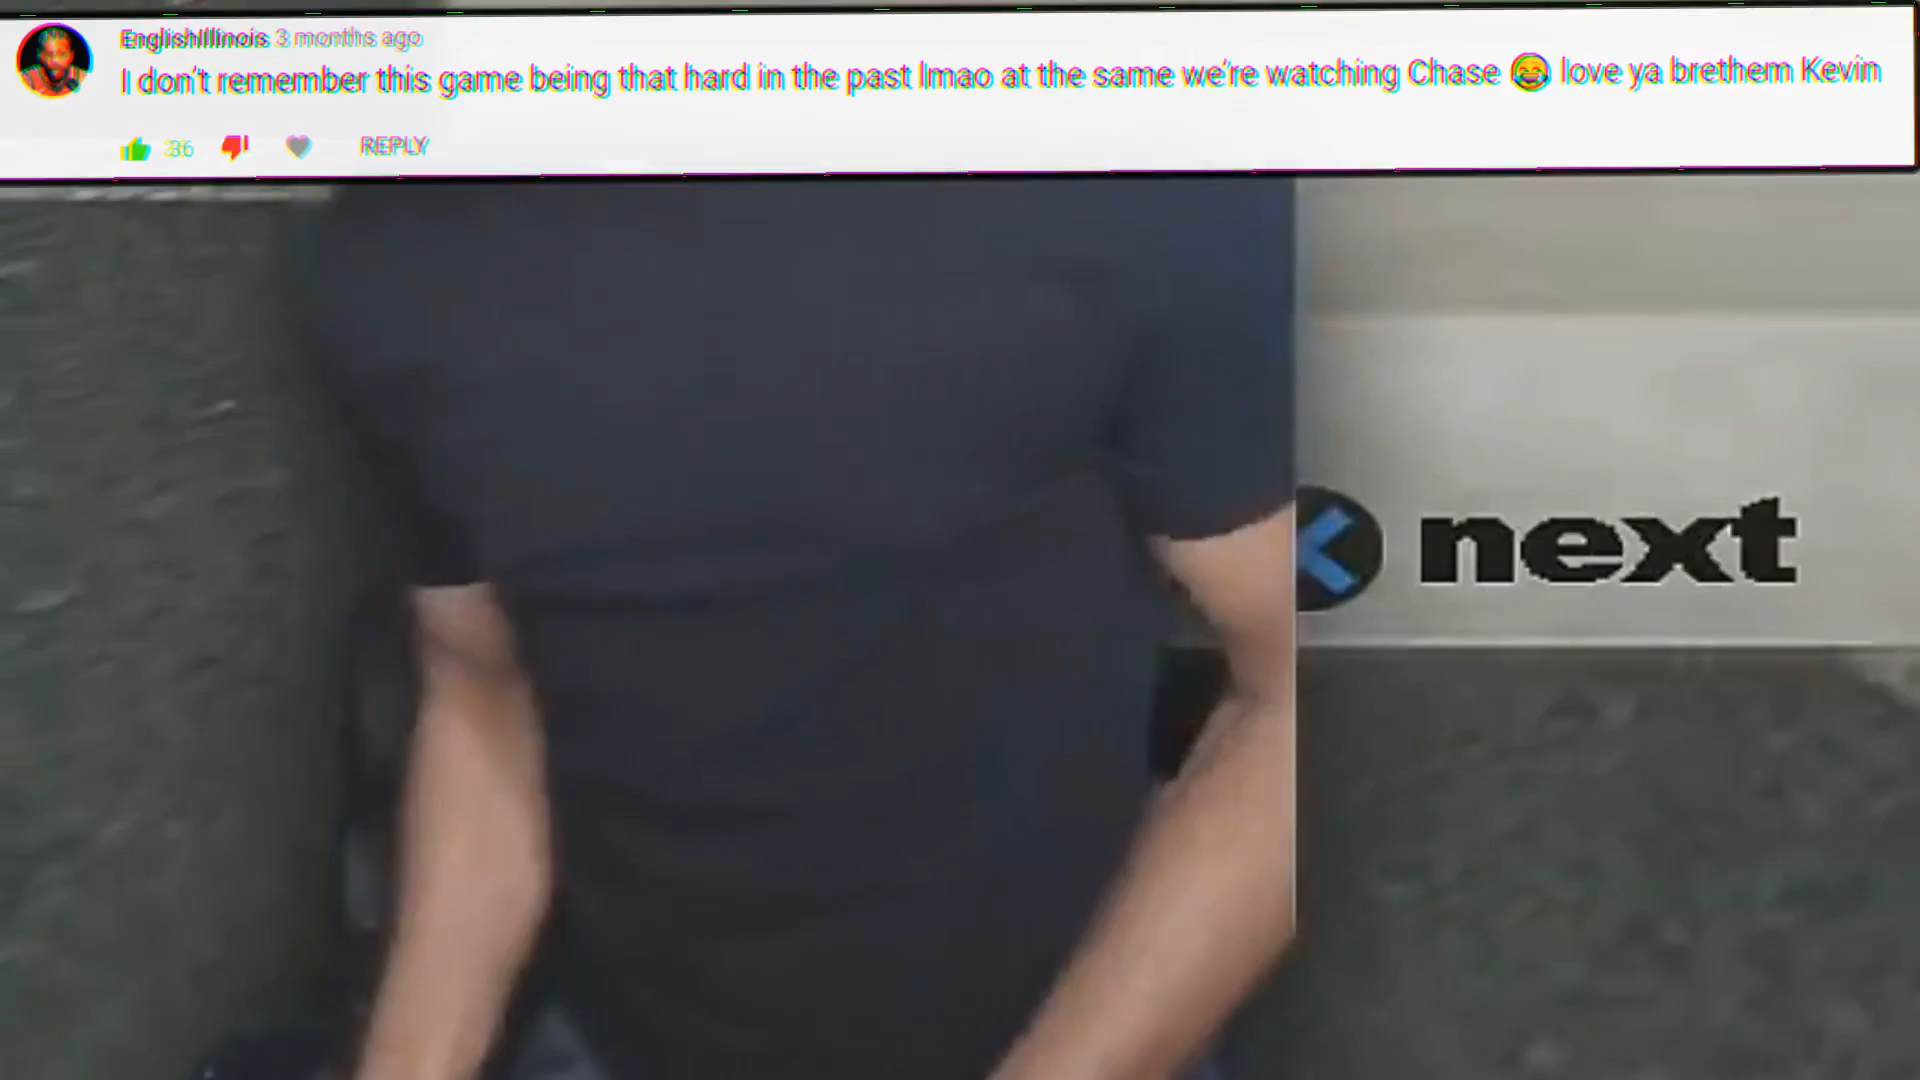 EnglishIllinois 3 months ago
I don't remember this game being that hard in the past lmao at the same we're watching Chase 😂 love ya brethern Kevin
36 REPLY
next